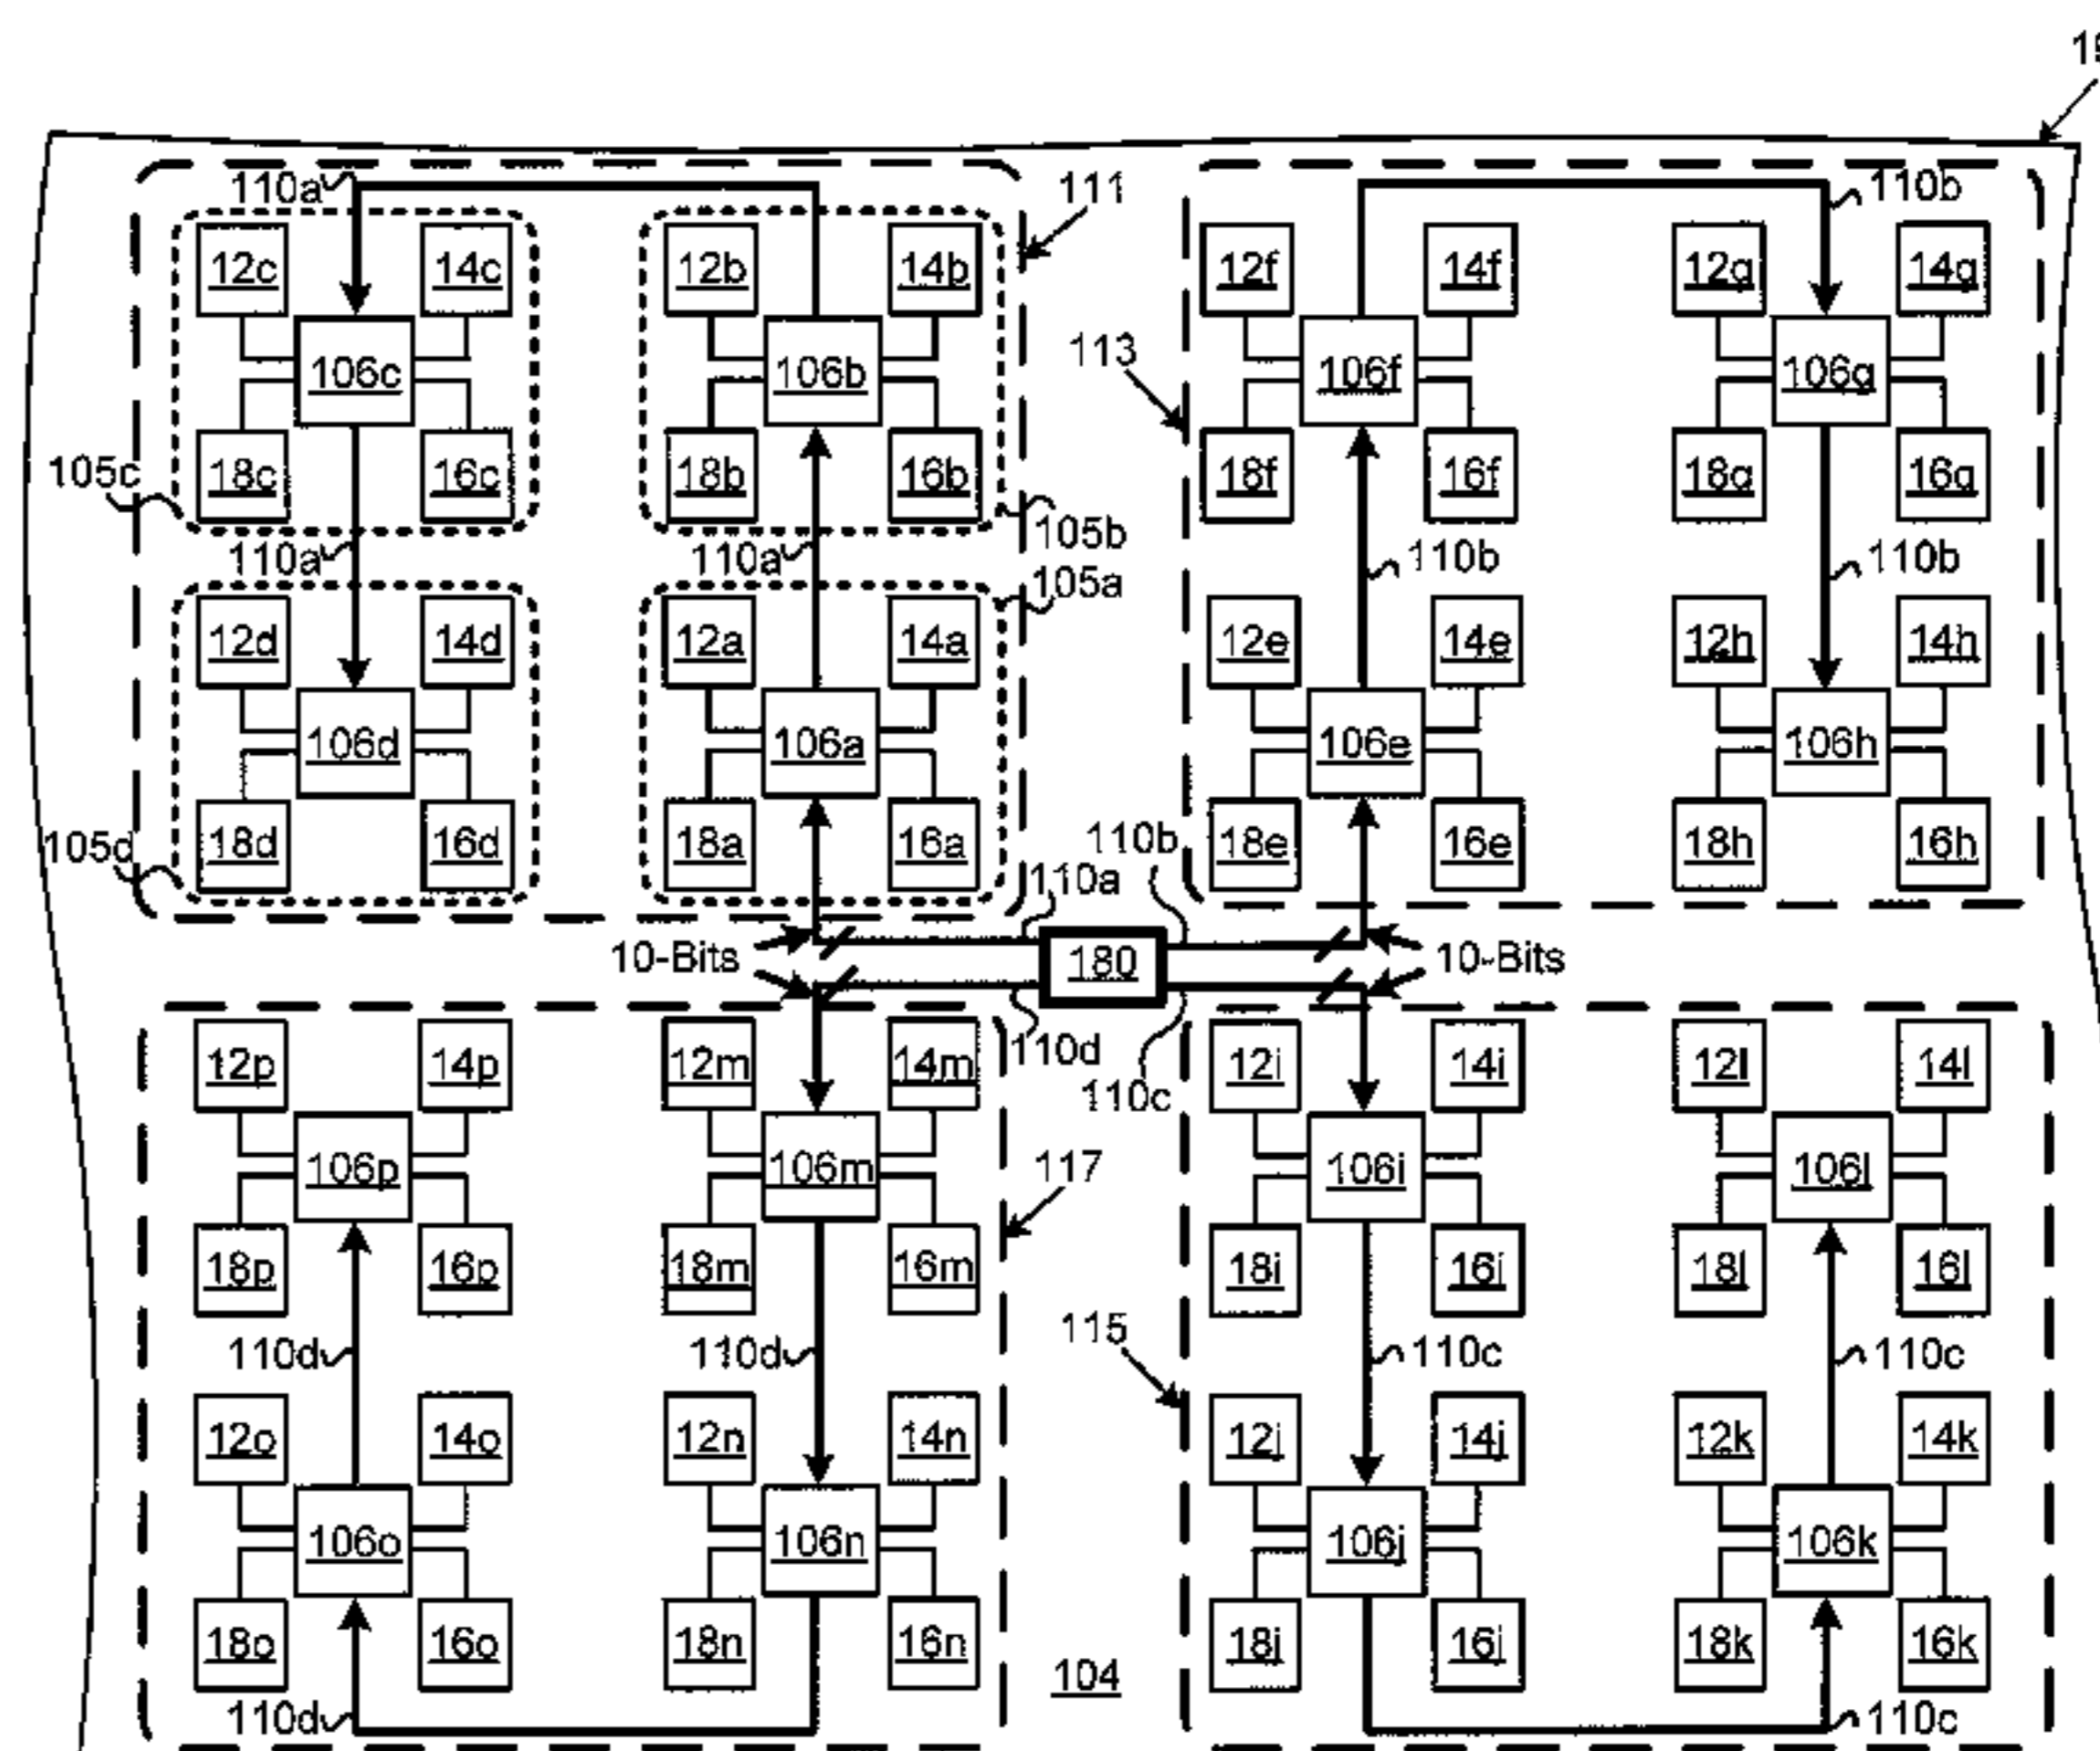 110a 111 110b
12c 14c 12b 14b 12f 14f 12g 14g
113
106c 106b 106f 106g
105c 18c 16c 18b 16b 18f 16f 18g 16g
105b
110a 110a 110b 110b
105a
12d 14d 12a 14a 12e 14e 12h 14h
106d 106a 106e 106h
105d 18d 16d 18a 16a 110b 18e 16e 18h 16h
110a
10-Bits 180 10-Bits
110d
12p 14p 12m 14m 110c 12i 14i 12l 14l
106p 106m 117 106i 106l
18p 16p 18m 16m 18i 16i 18l 16l
115
110d 110d 110c 110c
12o 14o 12n 14n 12j 14j 12k 14k
106o 106n 106j 106k
18o 16o 18n 16n 18j 16j 18k 16k
104
110d 110c